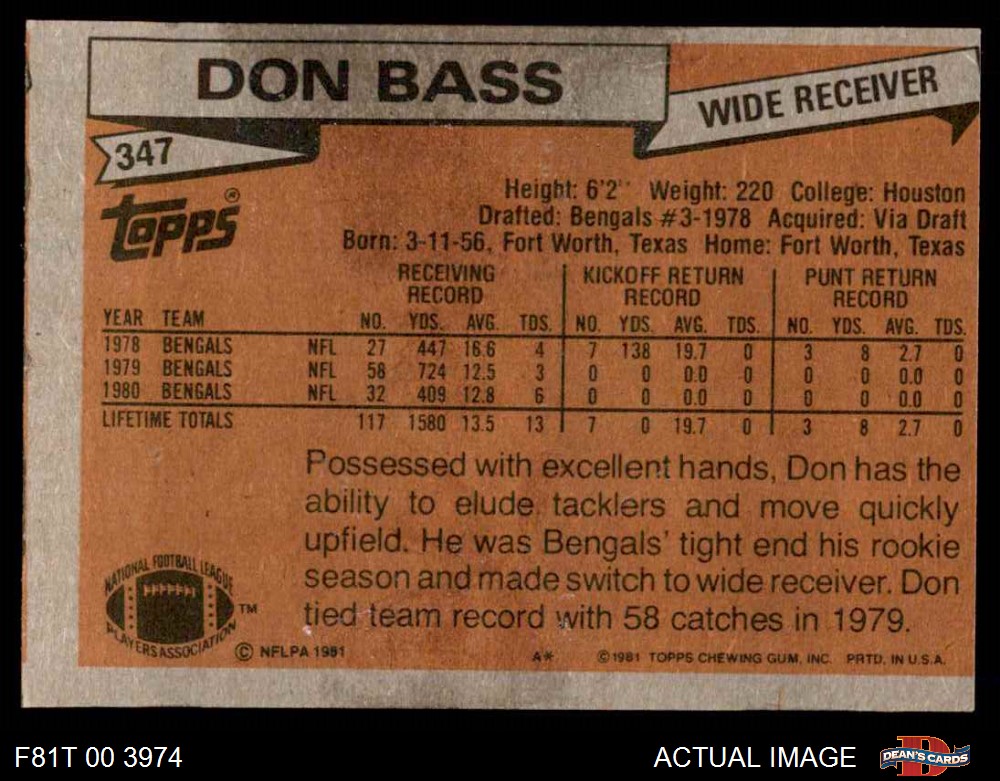 DON BASS
WIDE RECEIVER
347
Topps®
Height: 6'2" Weight: 220 College: Houston
Drafted: Bengals #3-1978 Acquired: Via Draft
Born: 3-11-56, Fort Worth, Texas Home: Fort Worth, Texas
RECEIVING RECORD KICKOFF RETURN RECORD PUNT RETURN RECORD
YEAR TEAM NO. YDS. AVG. TDS. NO. YDS. AVG. TDS. NO. YDS. AVG. TDS.
1978 BENGALS NFL 27 447 16.6 4 7 138 19.7 0 3 8 2.7 0
1979 BENGALS NFL 58 724 12.5 3 0 0 0.0 0 0 0 0.0 0
1980 BENGALS NFL 32 409 12.8 6 0 0 0.0 0 0 0 0.0 0
LIFETIME TOTALS 117 1580 13.5 13 7 0 19.7 0 3 8 2.7 0
Possessed with excellent hands, Don has the
ability to elude tacklers and move quickly
upfield. He was Bengals' tight end his rookie
season and made switch to wide receiver. Don
tied team record with 58 catches in 1979.
NATIONAL FOOTBALL LEAGUE
PLAYERS ASSOCIATION
TM
© NFLPA 1981
A* ©1981 TOPPS CHEWING GUM, INC. PRTD. IN U.S.A.
F81T 00 3974
ACTUAL IMAGE
DEAN'S CARDS